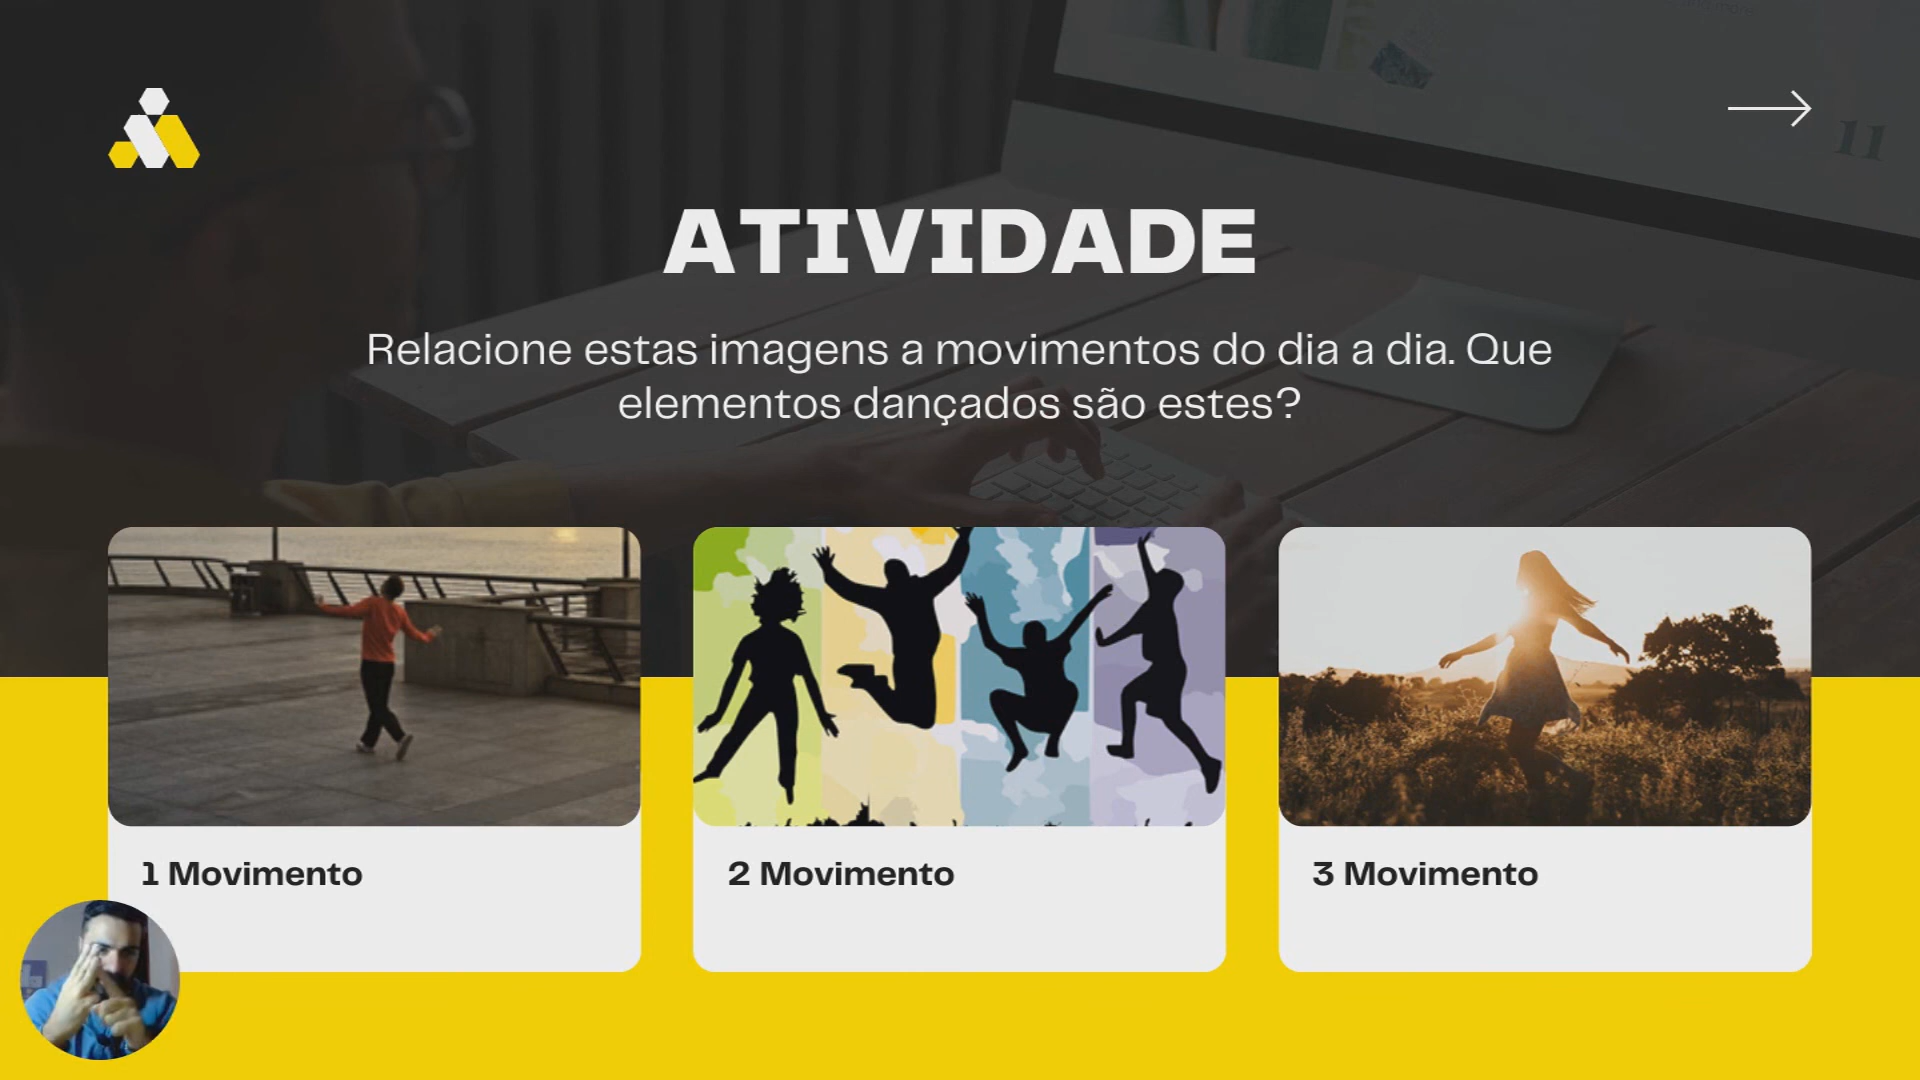 11
ATIVIDADE
Relacione estas imagens a movimentos do dia a dia. Que
elementos dançados são estes?
1 Movimento
2 Movimento
3 Movimento